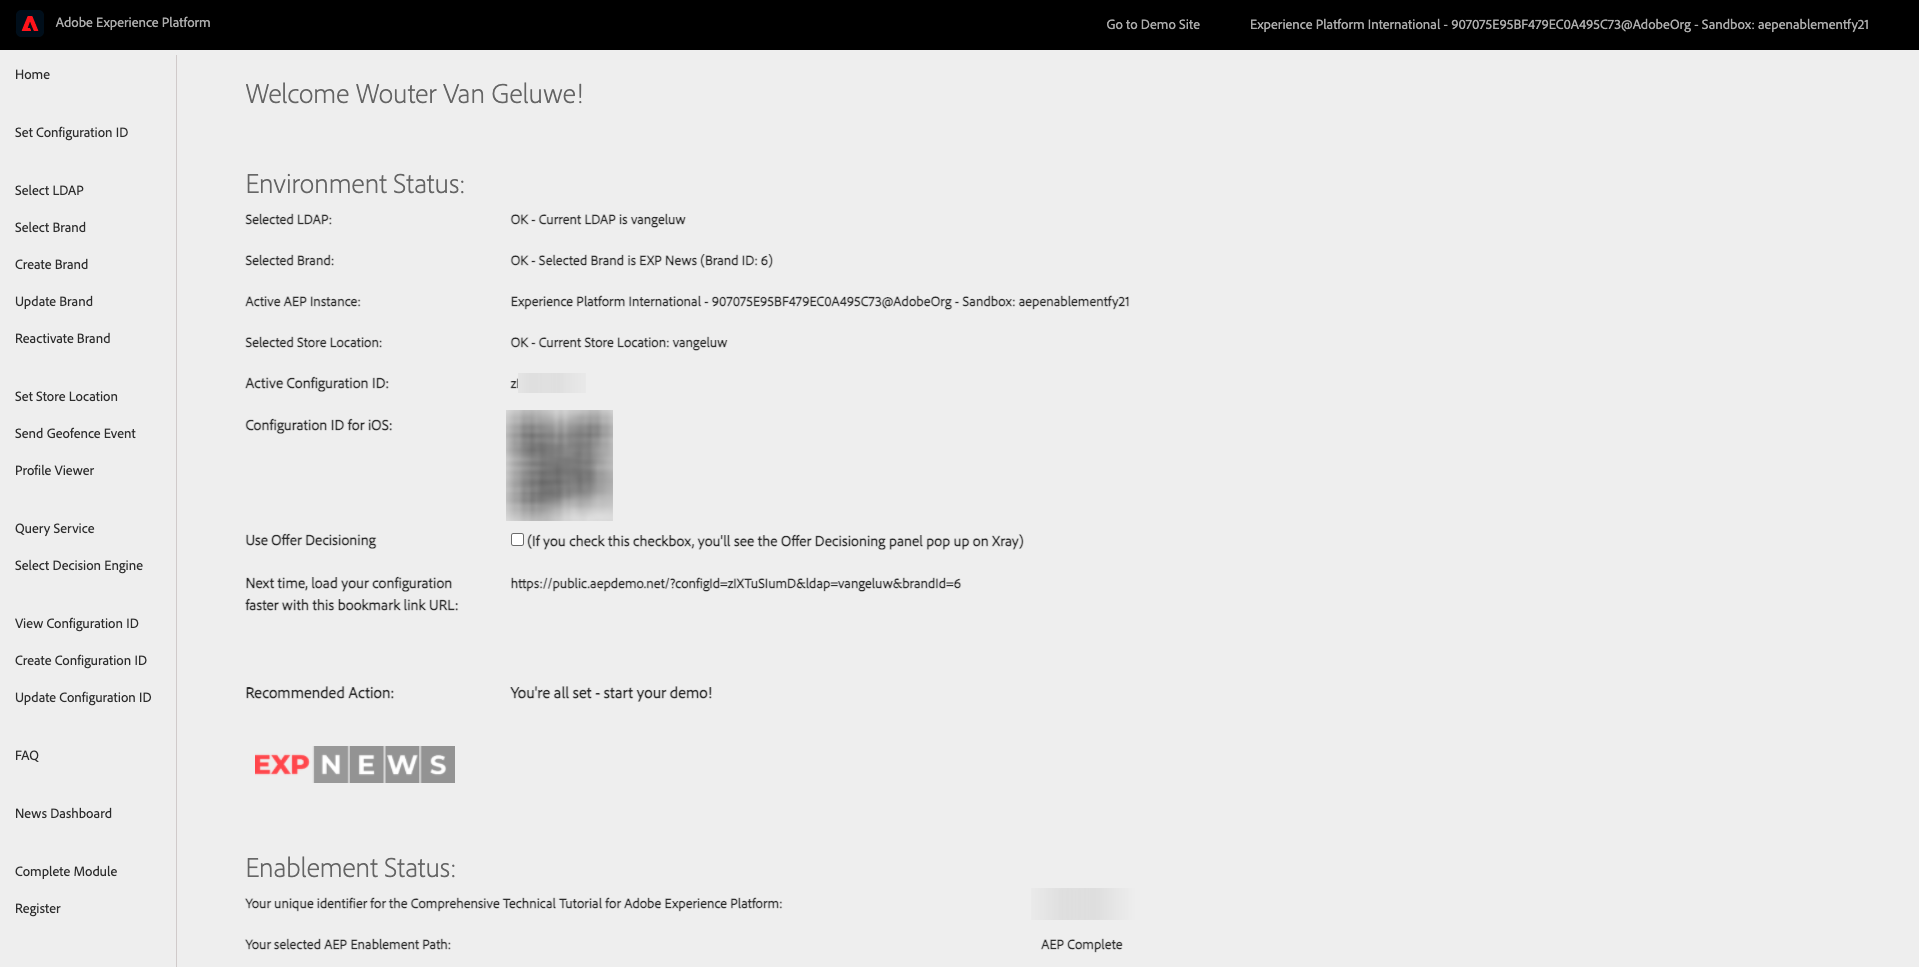 Adobe Experience Platform
Go to Demo Site
Experience Platform International - 907075E95BF479EC0A495C73@AdobeOrg - Sandbox: aepenablementfy21
Home
Set Configuration ID
Select LDAP
Select Brand
Create Brand
Update Brand
Reactivate Brand
Set Store Location
Send Geofence Event
Profile Viewer
Query Service
Select Decision Engine
View Configuration ID
Create Configuration ID
Update Configuration ID
FAQ
News Dashboard
Complete Module
Register
Welcome Wouter Van Geluwe!
Environment Status:
Selected LDAP:
OK - Current LDAP is vangeluw
Selected Brand:
OK - Selected Brand is EXP News (Brand ID: 6)
Active AEP Instance:
Experience Platform International - 907075E95BF479EC0A495C73@AdobeOrg - Sandbox: aepenablementfy21
Selected Store Location:
OK - Current Store Location: vangeluw
Active Configuration ID:
Configuration ID for iOS:
Use Offer Decisioning
(If you check this checkbox, you'll see the Offer Decisioning panel pop up on Xray)
Next time, load your configuration
faster with this bookmark link URL:
https://public.aepdemo.net/?configId=zIXTuSIumD&ldap=vangeluw&brandId=6
Recommended Action:
You're all set - start your demo!
EXP NEWS
Enablement Status:
Your unique identifier for the Comprehensive Technical Tutorial for Adobe Experience Platform:
Your selected AEP Enablement Path:
AEP Complete